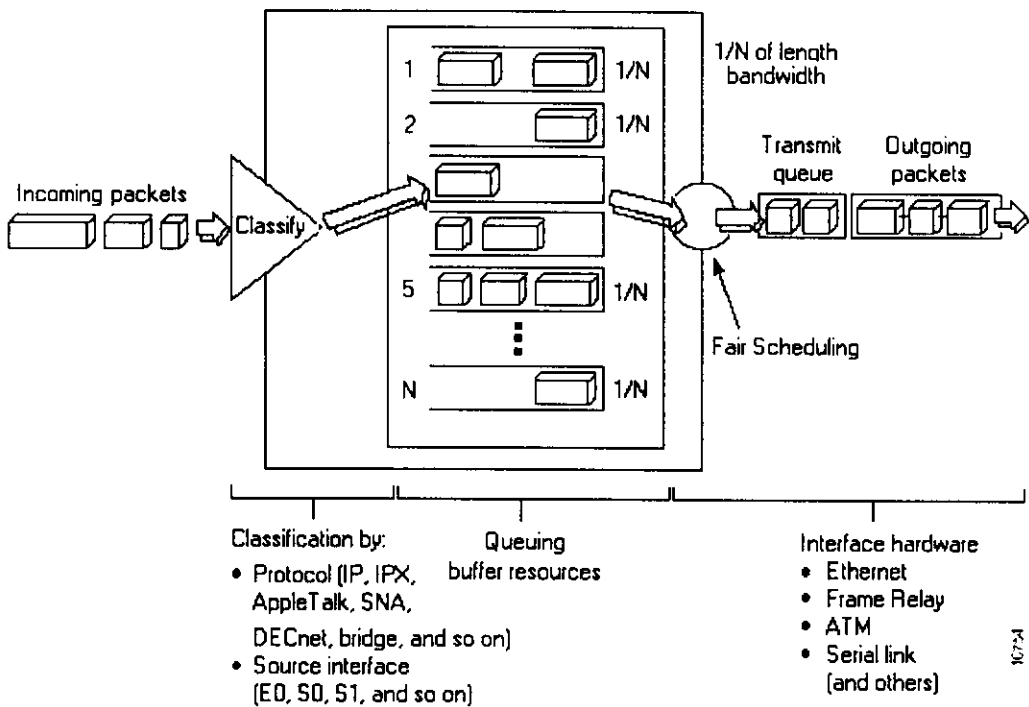 1/N of length
bandwidth
1
1/N
2
1/N
Transmit
queue
Outgoing
packets
Incoming packets
Classify
5
1/N
Fair Scheduling
N
1/N
Classification by:
• Protocol (IP, IPX,
AppleTalk, SNA,
DECnet, bridge, and so on)
• Source interface
(E0, S0, S1, and so on)
Queuing
buffer resources
Interface hardware
• Ethernet
• Frame Relay
• ATM
• Serial link
(and others)